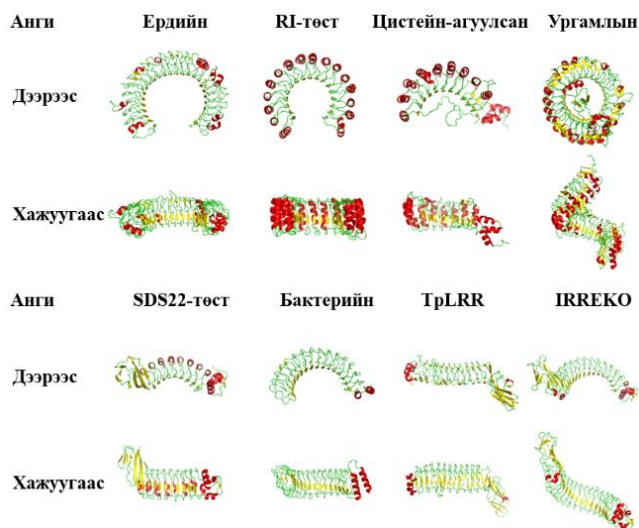 Анги Ердийн RI-төст Цистейн-агуулсан Ургамлын
Дээрээс
Хажуугаас
Анги SDS22-төст Бактерийн TpLRR IRREKO
Дээрээс
Хажуугаас